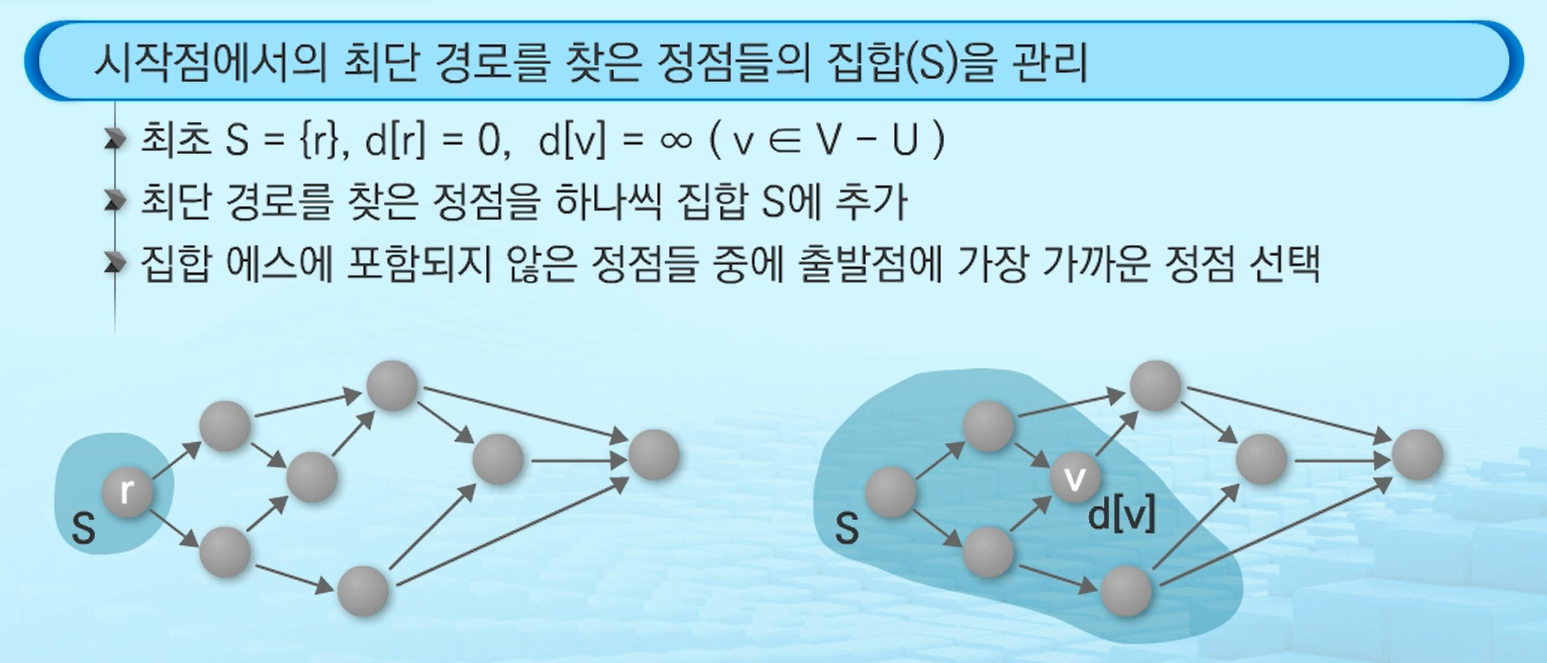 시작점에서의 최단 경로를 찾은 정점들의 집합(S)을 관리
최초 S = {r}, d[r] = 0, d[v] = ∞ ( v ∈ V - U )
최단 경로를 찾은 정점을 하나씩 집합 S에 추가
집합 에스에 포함되지 않은 정점들 중에 출발점에 가장 가까운 정점 선택
r
S
v
d[v]
S